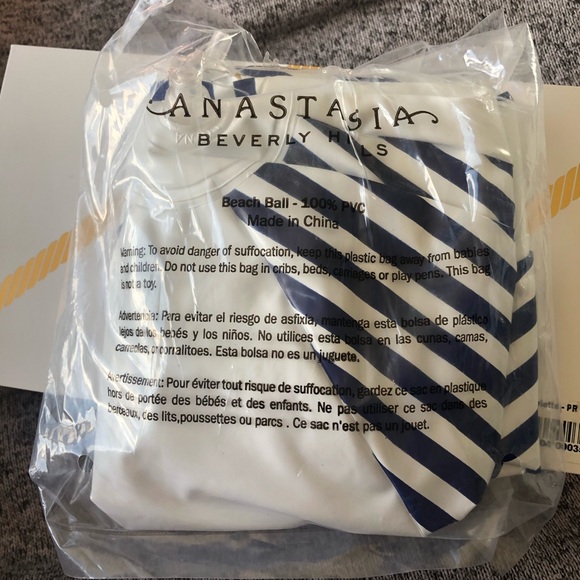 ANASTASIA
BEVERLY HILLS
Beach Ball - 100% PVC
Made in China
Warning: To avoid danger of suffocation, keep this plastic bag away from babies
and children. Do not use this bag in cribs, beds, carriages or play pens. This bag
is not a toy.
Advertencia: Para evitar el riesgo de asfixia, mantenga esta bolsa de plástico
lejos de los bebés y los niños. No utilices esta bolsa en las cunas, camas,
carreolas, o corralitoes. Esta bolsa no es un juguete.
Avertissement: Pour éviter tout risque de suffocation, gardez ce sac en plastique
hors de portée des bébés et des enfants. Ne pas utiliser ce sac dans des
berceaux, des lits,poussettes ou parcs . Ce sac n'est pas un jouet.
- PR